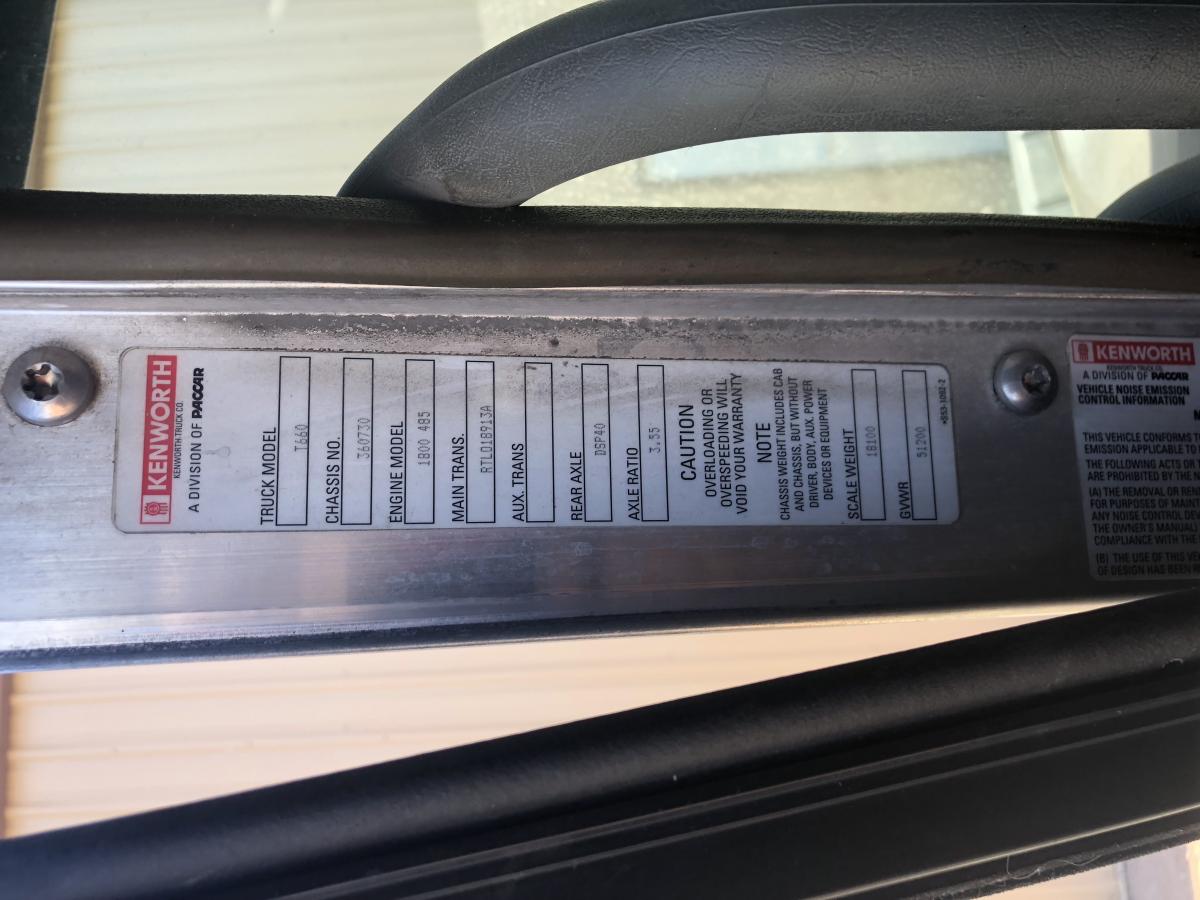 KENWORTH
KENWORTH TRUCK CO.
A DIVISION OF PACCAR
TRUCK MODEL
T660
CHASSIS NO.
360730
ENGINE MODEL
1800 485
MAIN TRANS.
RTLO18913A
AUX. TRANS
REAR AXLE
DSP40
AXLE RATIO
3.55
CAUTION
OVERLOADING OR
OVERSPEEDING WILL
VOID YOUR WARRANTY
NOTE
CHASSIS WEIGHT INCLUDES CAB
AND CHASSIS, BUT WITHOUT
DRIVER, BODY, AUX. POWER
DEVICES OR EQUIPMENT
SCALE WEIGHT
18100
GVWR
51200
KENWORTH
KENWORTH TRUCK CO.
A DIVISION OF PACCAR
VEHICLE NOISE EMISSION
CONTROL INFORMATION
THIS VEHICLE CONFORMS TO
EMISSION APPLICABLE TO
THE FOLLOWING ACTS OR
ARE PROHIBITED BY THE
(A) THE REMOVAL OR
FOR PURPOSES OF
ANY NOISE CONTROL
THE OWNER'S MANUAL
COMPLIANCE WITH THE
(B) THE USE OF THIS
OF DESIGN HAS BEEN